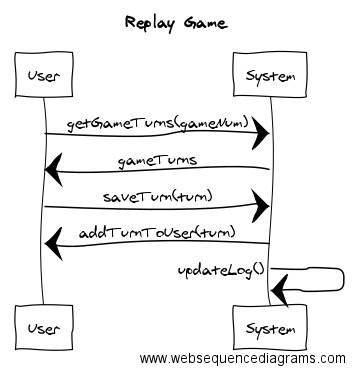 Replay Game
User System
getGameTurns(gameNum)
gameTurns
saveTurn(turn)
addTurnToUser(turn)
updateLog()
User System
www.websequencediagrams.com